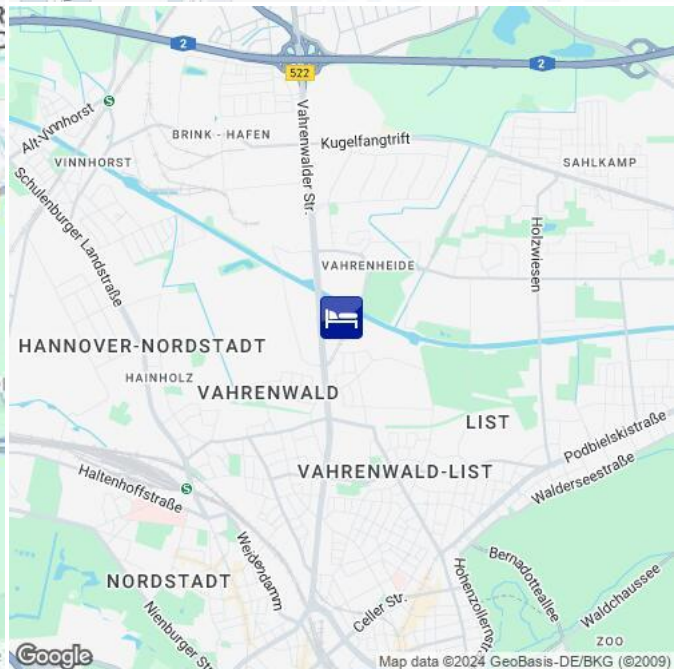 2
2
522
Alt-Vinnhorst
S
BRINK - HAFEN
Vahrenwalder Str.
Kugelfangtrift
VINNHORST
SAHLKAMP
Schulenburger Landstraße
Holzwiesen
VAHRENHEIDE
HANNOVER-NORDSTADT
HAINHOLZ
VAHRENWALD
LIST
Podbielskistraße
VAHRENWALD-LIST
Walderseestraße
Haltenhoffstraße
S
Weidendamm
Bernadotteallee
NORDSTADT
Hohenzollernstr
Waldchaussee
Celler Str.
Nienburger Str
ZOO
Google
Map data ©2024 GeoBasis-DE/BKG (©2009)